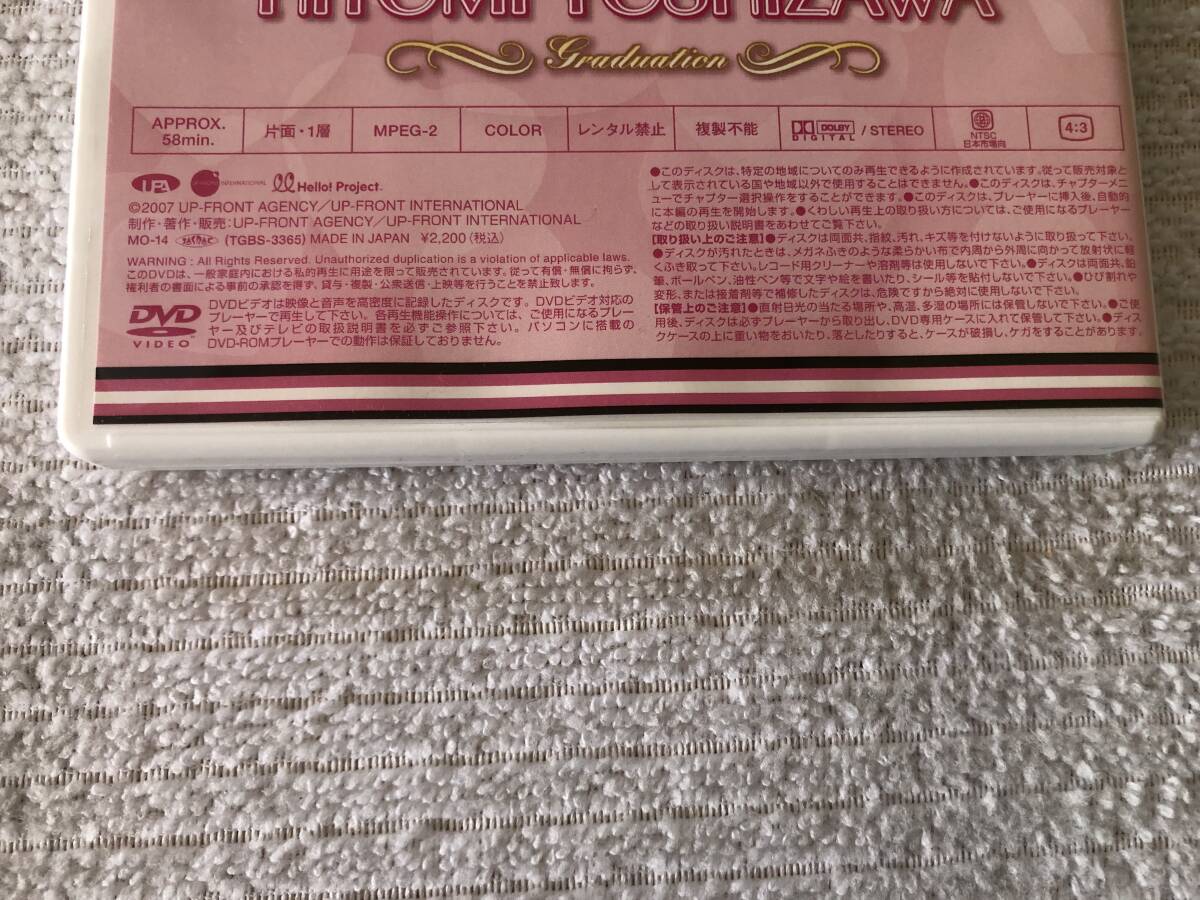 HITOMI YOSHIZAWA
Graduation
APPROX. 58min.
片面・1層
MPEG-2
COLOR
レンタル禁止
複製不能
DOLBY DIGITAL / STEREO
NTSC 日本市場向
4:3
UFA
INTERNATIONAL
Hello! Project.
©2007 UP-FRONT AGENCY／UP-FRONT INTERNATIONAL
制作・著作・販売：UP-FRONT AGENCY／UP-FRONT INTERNATIONAL
MO-14 (TGBS-3365) MADE IN JAPAN ¥2,200(税込)
WARNING : All Rights Reserved. Unauthorized duplication is a violation of applicable laws.
このDVDは、一般家庭内における私的再生に用途を限って販売されています。従って有償・無償に拘らず、
権利者の書面による事前の承認を得ず、貸与・複製・公衆送信・上映等を行うことを禁止致します。
DVD VIDEO
DVDビデオは映像と音声を高密度に記録したディスクです。DVDビデオ対応の
プレーヤーで再生して下さい。各再生機能操作については、ご使用になるプレー
ヤー及びテレビの取扱説明書を必ずご参照下さい。パソコンに搭載の
DVD-ROMプレーヤーでの動作は保証しておりません。
●このディスクは、特定の地域についてのみ再生できるように作成されています。従って販売対象と
して表示されている国や地域以外で使用することはできません。●このディスクは、チャプターメニ
ューでチャプター選択操作をすることができます。●このディスクは、プレーヤーに挿入後、自動的
に本編の再生を開始します。●くわしい再生上の取り扱い方については、ご使用になるプレーヤー
などの取り扱い説明書をあわせてご覧下さい。
【取り扱い上のご注意】●ディスクは両面共、指紋、汚れ、キズ等を付けないように取り扱って下さい。
●ディスクが汚れたときは、メガネふきのような柔らかい布で内周から外周に向かって放射状に軽
くふき取って下さい。レコード用クリーナーや溶剤等は使用しないで下さい。●ディスクは両面共、鉛
筆、ボールペン、油性ペン等で文字や絵を書いたり、シール等を貼付しないで下さい。●ひび割れや
変形、または接着剤等で補修したディスクは、危険ですから絶対に使用しないで下さい。
【保管上のご注意】●直射日光の当たる場所や、高温、多湿の場所には保管しないで下さい。●ご使
用後、ディスクは必ずプレーヤーから取り出し、DVD専用ケースに入れて保管して下さい。●ディス
クケースの上に重い物をおいたり、落としたりすると、ケースが破損し、ケガをすることがあります。